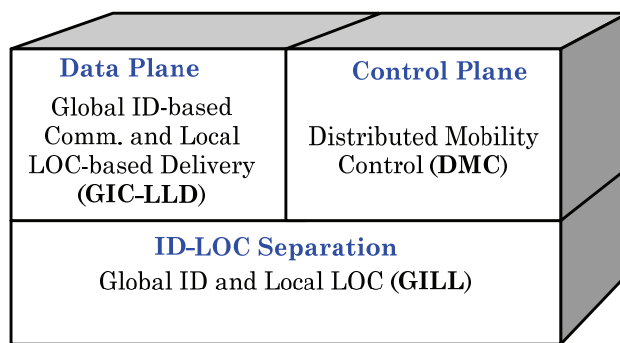 Data Plane
Global ID-based
Comm. and Local
LOC-based Delivery
(GIC-LLD)
Control Plane
Distributed Mobility
Control (DMC)
ID-LOC Separation
Global ID and Local LOC (GILL)